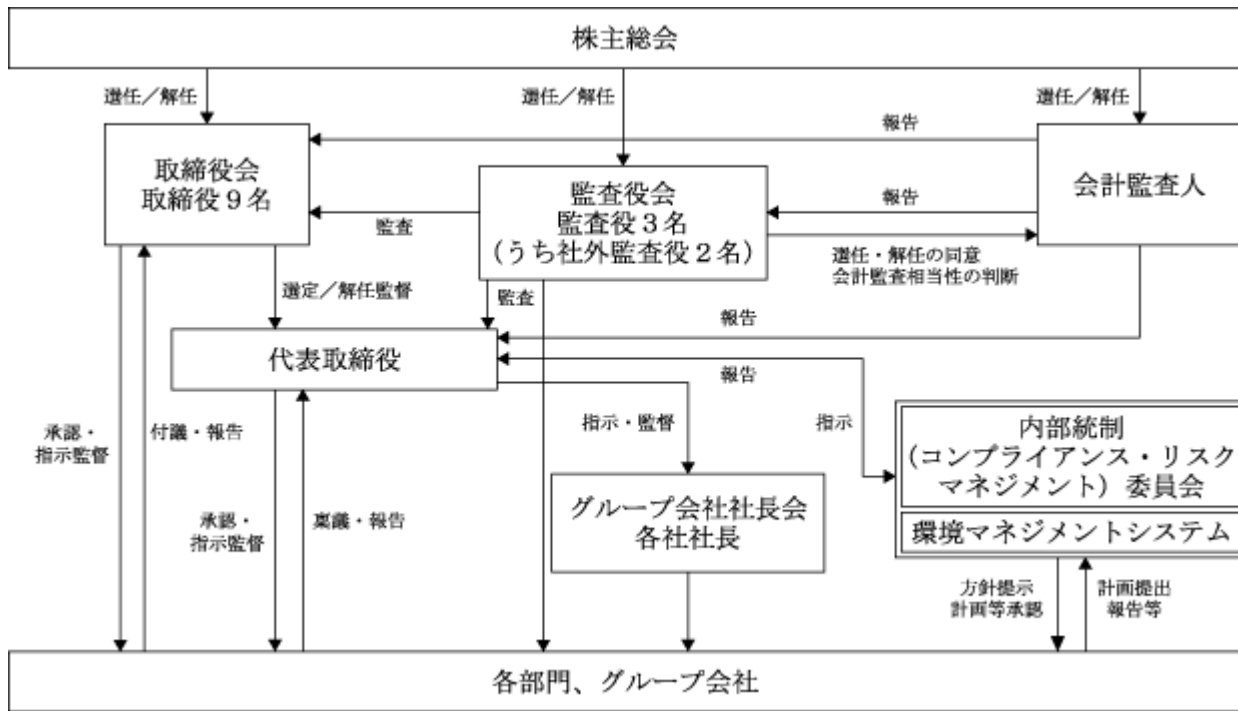 株主総会
選任／解任
選任／解任
選任／解任
報告
取締役会
取締役９名
監査役会
監査役３名
(うち社外監査役２名)
会計監査人
監査
報告
選任・解任の同意
会計監査相当性の判断
選定／解任監督
監査
報告
代表取締役
報告
指示・監督
指示
承認・
指示監督
付議・報告
内部統制
(コンプライアンス・リスク
マネジメント) 委員会
環境マネジメントシステム
グループ会社社長会
各社社長
承認・
指示監督
稟議・報告
方針提示
計画等承認
計画提出
報告等
各部門、グループ会社